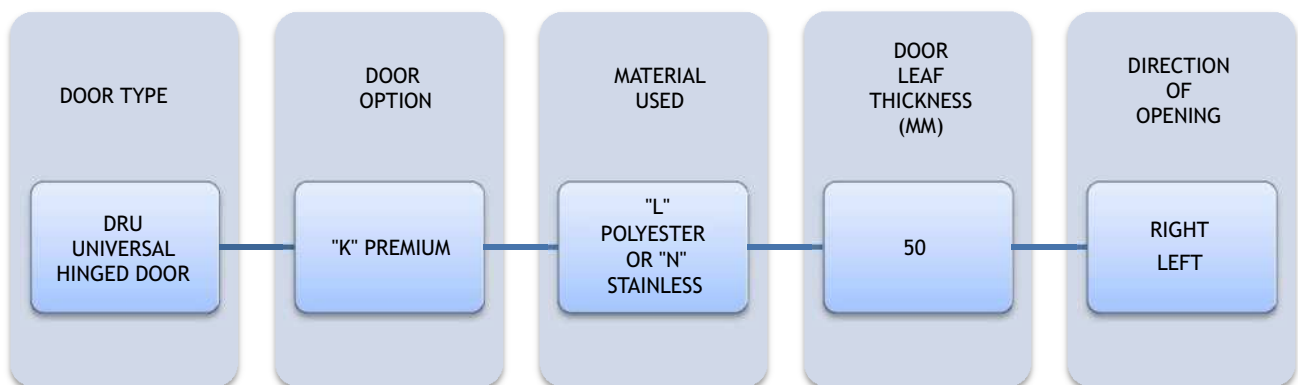 DOOR TYPE
DOOR
OPTION
MATERIAL
USED
DOOR
LEAF
THICKNESS
(MM)
DIRECTION
OF
OPENING
DRU
UNIVERSAL
HINGED DOOR
"K" PREMIUM
"L"
POLYESTER
OR "N"
STAINLESS
50
RIGHT
LEFT